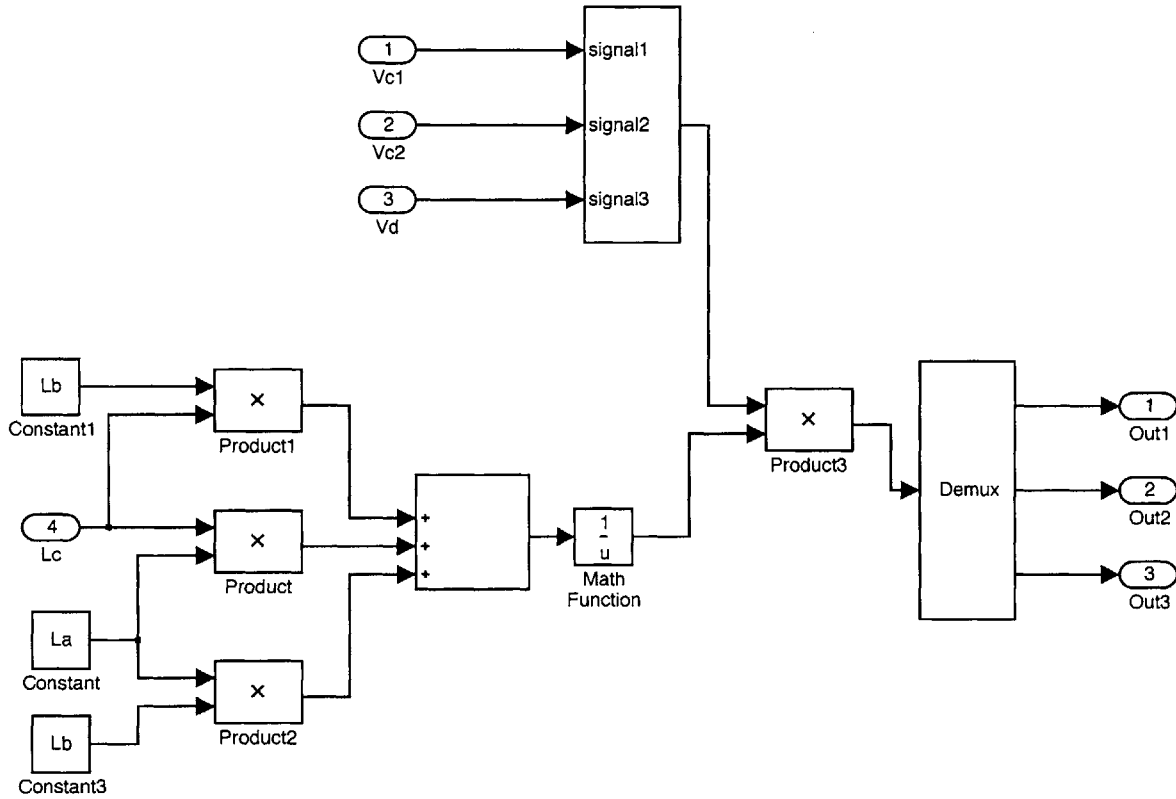 1
signal1
Vc1
2
signal2
Vc2
3
signal3
Vd
Lb
Constant1
×
Product1
4
Lc
×
Product
La
Constant
×
Product2
Lb
Constant3
+
+
+
1
u
Math
Function
×
Product3
Demux
1
Out1
2
Out2
3
Out3